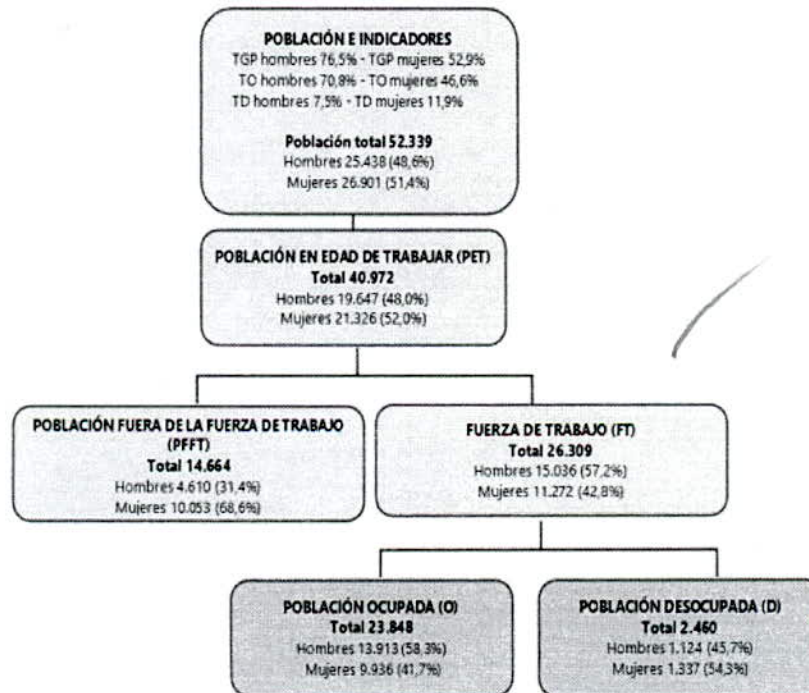 POBLACIÓN E INDICADORES
TGP hombres 76,5% - TGP mujeres 52,9%
TO hombres 70,8% - TO mujeres 46,6%
TD hombres 7,5% - TD mujeres 11,9%
Población total 52.339
Hombres 25.438 (48,6%)
Mujeres 26.901 (51,4%)
POBLACIÓN EN EDAD DE TRABAJAR (PET)
Total 40.972
Hombres 19.647 (48,0%)
Mujeres 21.326 (52,0%)
POBLACIÓN FUERA DE LA FUERZA DE TRABAJO
(PFFT)
Total 14.664
Hombres 4.610 (31,4%)
Mujeres 10.053 (68,6%)
FUERZA DE TRABAJO (FT)
Total 26.309
Hombres 15.036 (57,2%)
Mujeres 11.272 (42,8%)
POBLACIÓN OCUPADA (O)
Total 23.848
Hombres 13.913 (58,3%)
Mujeres 9.936 (41,7%)
POBLACIÓN DESOCUPADA (D)
Total 2.460
Hombres 1.124 (45,7%)
Mujeres 1.337 (54,3%)